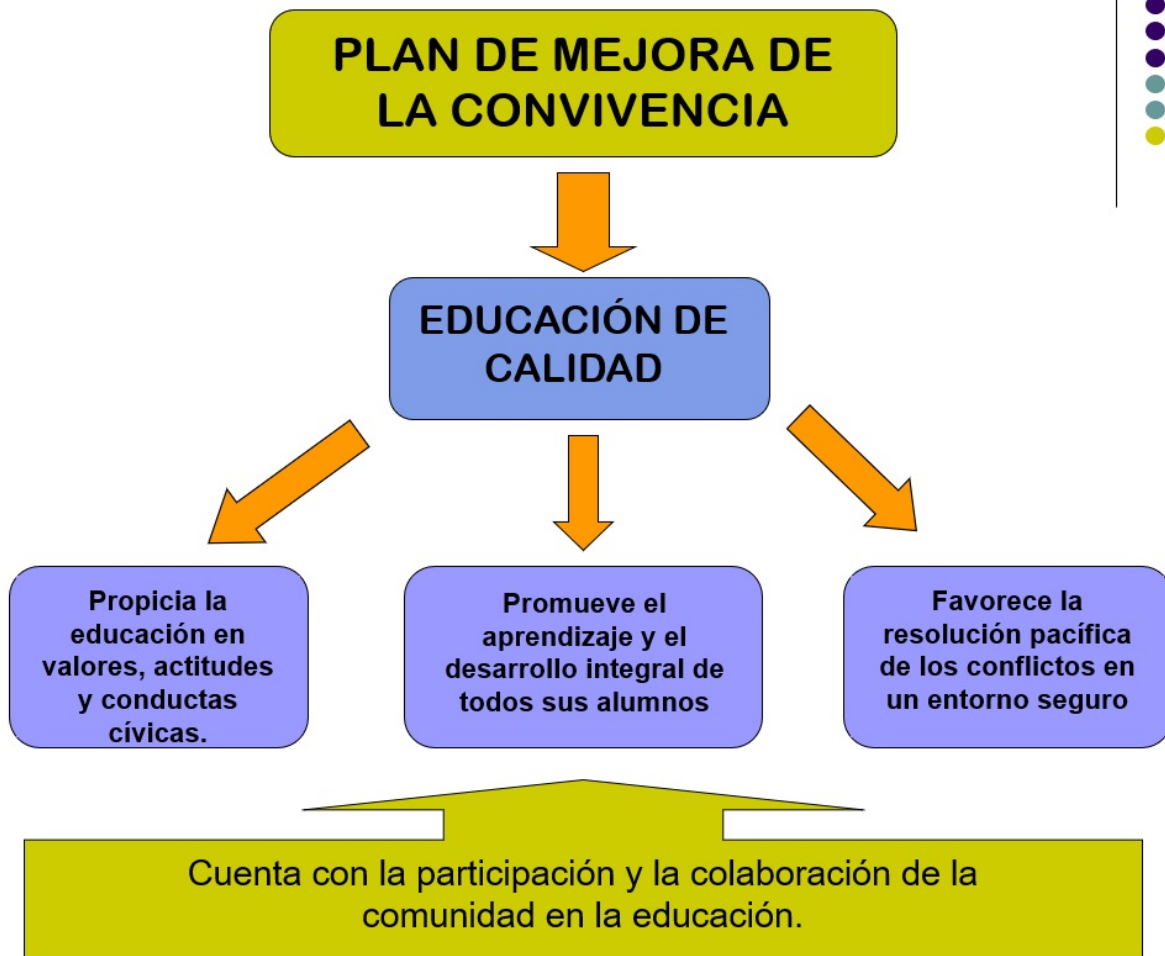 PLAN DE MEJORA DE
LA CONVIVENCIA
EDUCACIÓN DE
CALIDAD
Propicia la
educación en
valores, actitudes
y conductas
cívicas.
Promueve el
aprendizaje y el
desarrollo integral de
todos sus alumnos
Favorece la
resolución pacífica
de los conflictos en
un entorno seguro
Cuenta con la participación y la colaboración de la
comunidad en la educación.